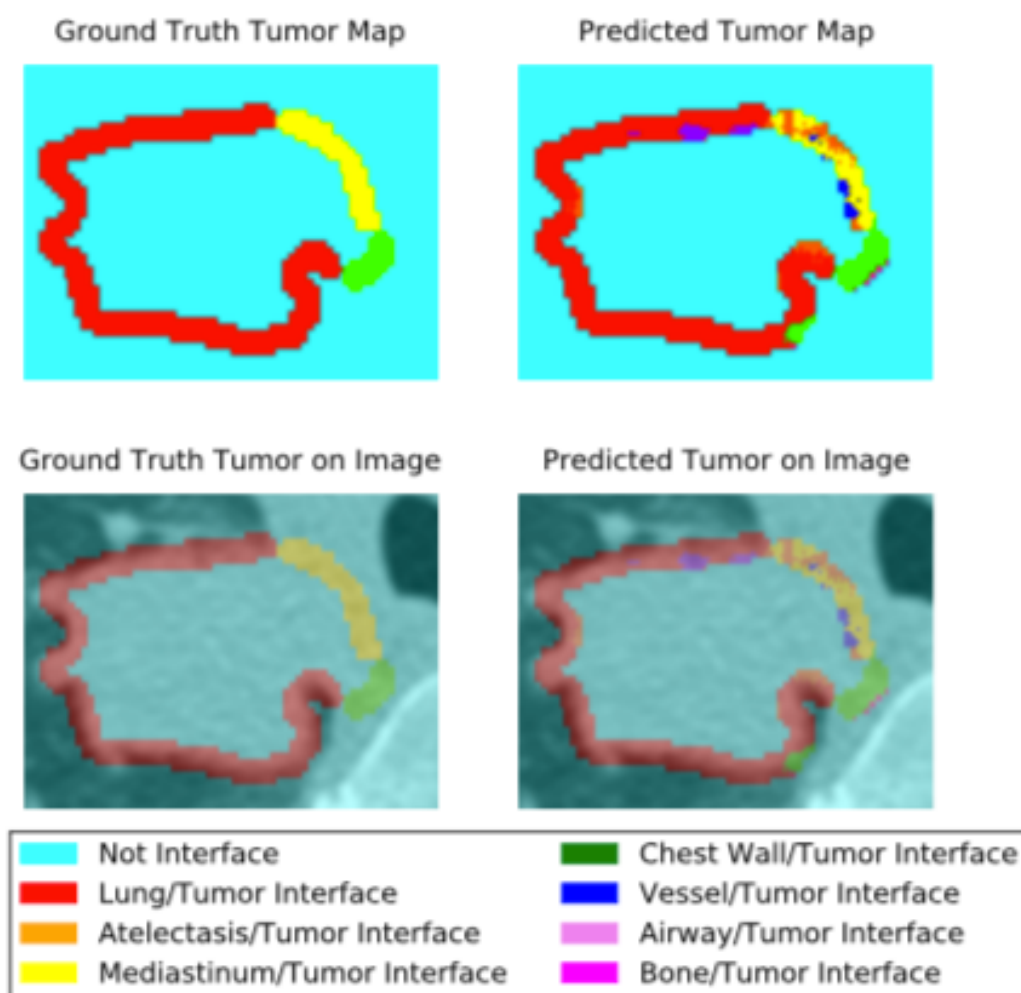 Ground Truth Tumor Map
Predicted Tumor Map
Ground Truth Tumor on Image
Predicted Tumor on Image
Not Interface
Lung/Tumor Interface
Atelectasis/Tumor Interface
Mediastinum/Tumor Interface
Chest Wall/Tumor Interface
Vessel/Tumor Interface
Airway/Tumor Interface
Bone/Tumor Interface